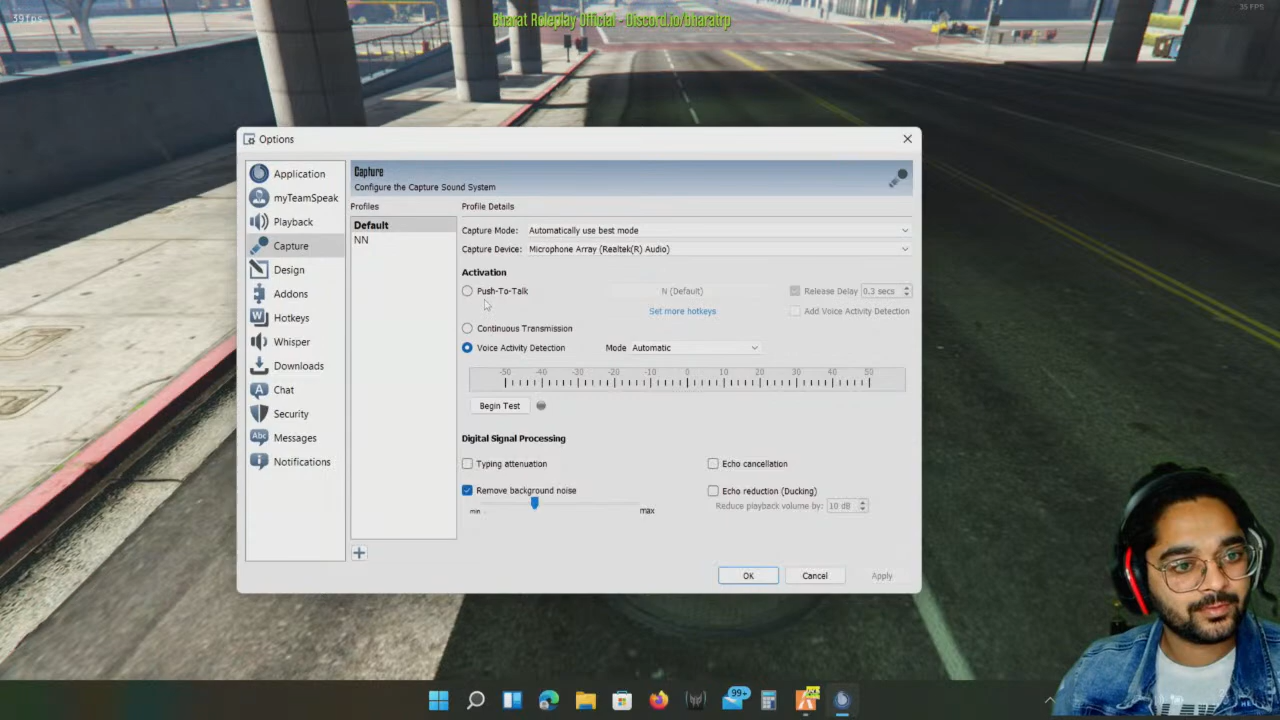 39fps
Bharat Roleplay Official - Discord.io/bharatrp
35 FPS
Options
Application
myTeamSpeak
Playback
Capture
Design
Addons
Hotkeys
Whisper
Downloads
Chat
Security
Messages
Notifications
Capture
Configure the Capture Sound System
Profiles
Default
NN
Profile Details
Capture Mode: Automatically use best mode
Capture Device: Microphone Array (Realtek(R) Audio)
Activation
Push-To-Talk N (Default) Release Delay 0.3 secs
Set more hotkeys Add Voice Activity Detection
Continuous Transmission
Voice Activity Detection Mode Automatic
-50 -40 -30 -20 -10 0 10 20 30 40 50
Begin Test
Digital Signal Processing
Typing attenuation Echo cancellation
Remove background noise Echo reduction (Ducking)
min max Reduce playback volume by: 10 dB
OK Cancel Apply
99+